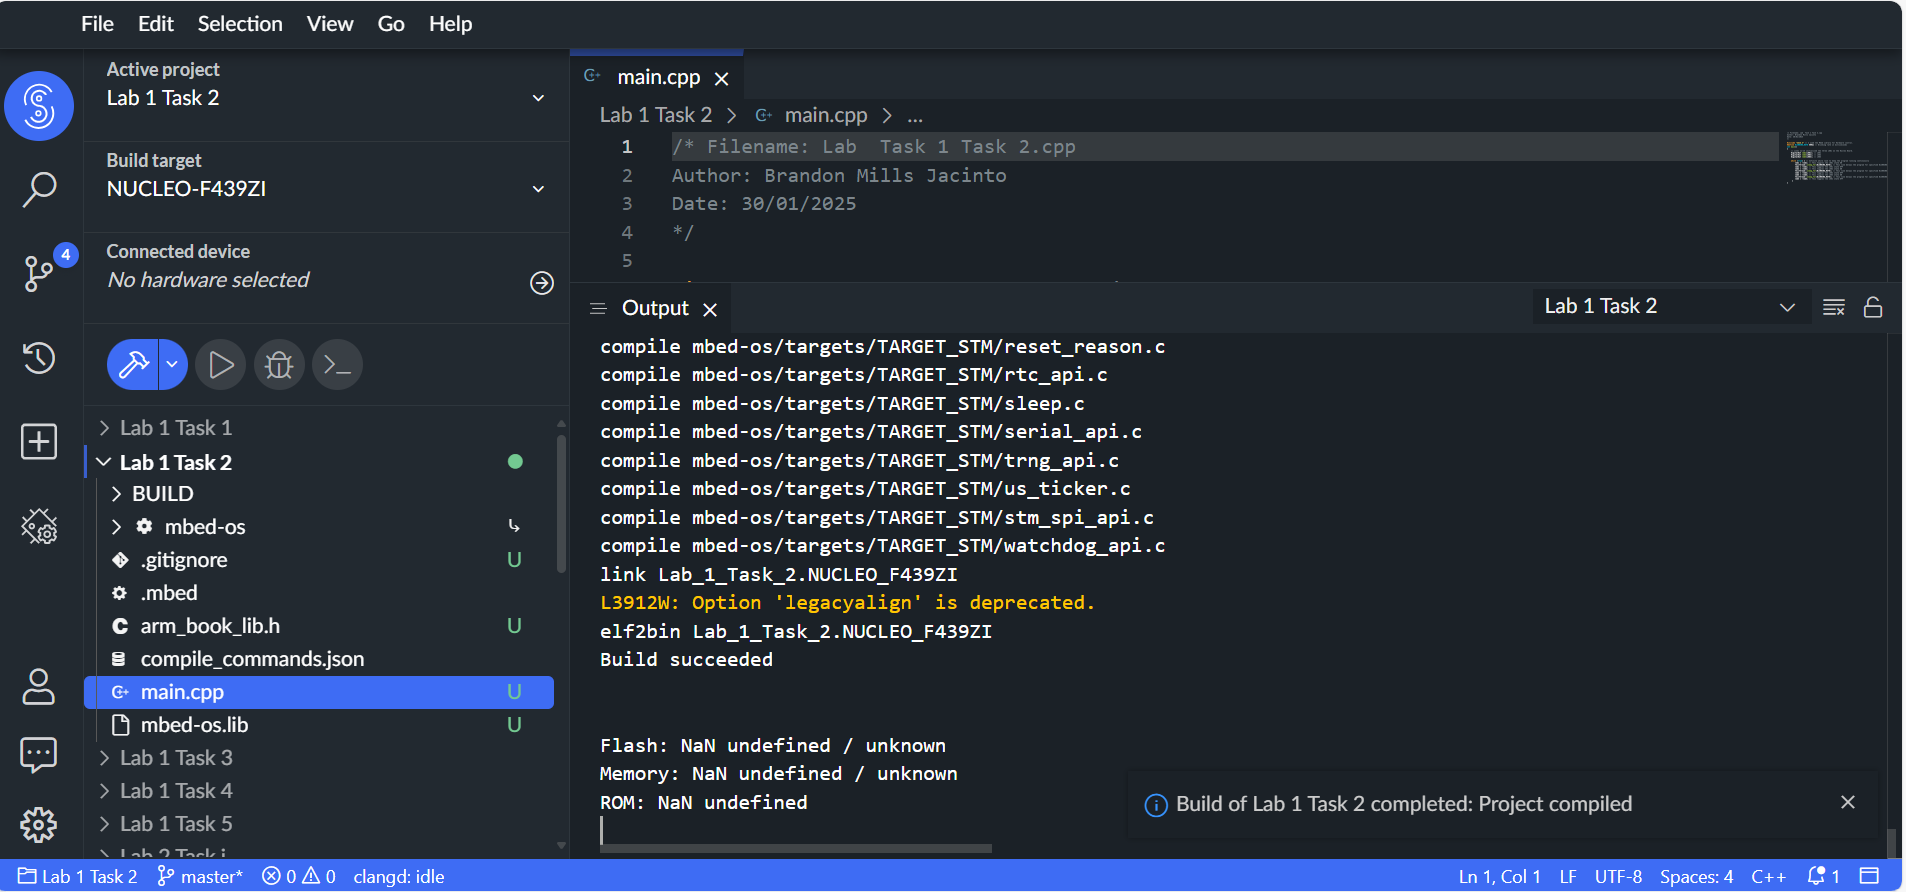 File Edit Selection View Go Help
Active project
Lab 1 Task 2
Build target
NUCLEO-F439ZI
Connected device
No hardware selected
4
Lab 1 Task 1
Lab 1 Task 2
BUILD
mbed-os
.gitignore U
.mbed
arm_book_lib.h U
compile_commands.json
main.cpp U
mbed-os.lib U
Lab 1 Task 3
Lab 1 Task 4
Lab 1 Task 5
Lab 2 Task i
main.cpp
Lab 1 Task 2 > main.cpp > ...
1 /* Filename: Lab  Task 1 Task 2.cpp
2 Author: Brandon Mills Jacinto
3 Date: 30/01/2025
4 */
5
Output
Lab 1 Task 2
compile mbed-os/targets/TARGET_STM/reset_reason.c
compile mbed-os/targets/TARGET_STM/rtc_api.c
compile mbed-os/targets/TARGET_STM/sleep.c
compile mbed-os/targets/TARGET_STM/serial_api.c
compile mbed-os/targets/TARGET_STM/trng_api.c
compile mbed-os/targets/TARGET_STM/us_ticker.c
compile mbed-os/targets/TARGET_STM/stm_spi_api.c
compile mbed-os/targets/TARGET_STM/watchdog_api.c
link Lab_1_Task_2.NUCLEO_F439ZI
L3912W: Option 'legacyalign' is deprecated.
elf2bin Lab_1_Task_2.NUCLEO_F439ZI
Build succeeded
Flash: NaN undefined / unknown
Memory: NaN undefined / unknown
ROM: NaN undefined
Build of Lab 1 Task 2 completed: Project compiled
Lab 1 Task 2 master* 0 0 clangd: idle
Ln 1, Col 1 LF UTF-8 Spaces: 4 C++ 1